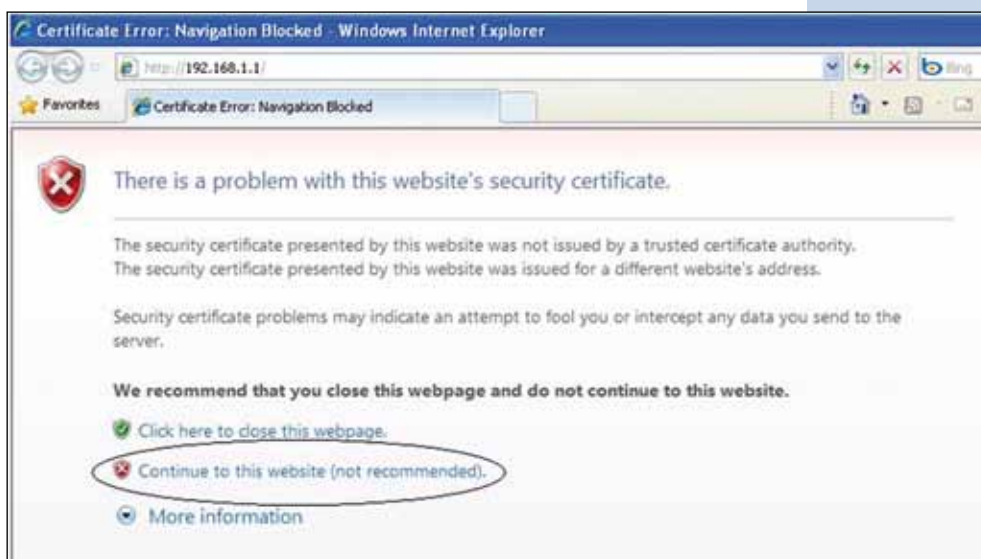 Certificate Error: Navigation Blocked - Windows Internet Explorer
http://192.168.1.1/
Bing
Favorites
Certificate Error: Navigation Blocked
There is a problem with this website's security certificate.
The security certificate presented by this website was not issued by a trusted certificate authority.
The security certificate presented by this website was issued for a different website's address.
Security certificate problems may indicate an attempt to fool you or intercept any data you send to the
server.
We recommend that you close this webpage and do not continue to this website.
Click here to close this webpage.
Continue to this website (not recommended).
More information